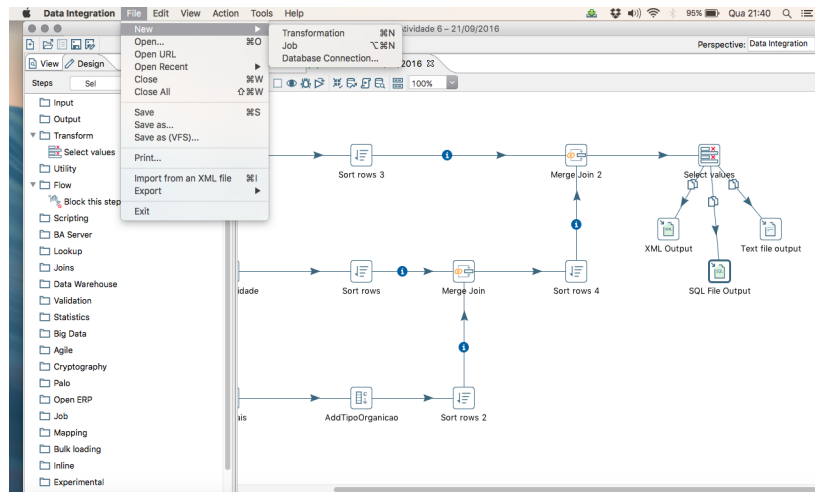 Data Integration File Edit View Action Tools Help 95% Qua 21:40
Atividade 6 – 21/09/2016
New
Open... ⌘O
Open URL
Open Recent
Close ⌘W
Close All ⇧⌘W
Save ⌘S
Save as...
Save as (VFS)...
Print...
Import from an XML file ⌘I
Export
Exit
Transformation ⌘N
Job ⌥⌘N
Database Connection...
Perspective: Data Integration
View Design
2016
Steps Sel
100%
Input
Output
Transform
Select values
Utility
Flow
Block this step
Scripting
BA Server
Lookup
Joins
Data Warehouse
Validation
Statistics
Big Data
Agile
Cryptography
Palo
Open ERP
Job
Mapping
Bulk loading
Inline
Experimental
Sort rows 3 Merge Join 2 Select values
XML Output Text file output
idade Sort rows Merge Join Sort rows 4 SQL File Output
ais AddTipoOrganicao Sort rows 2